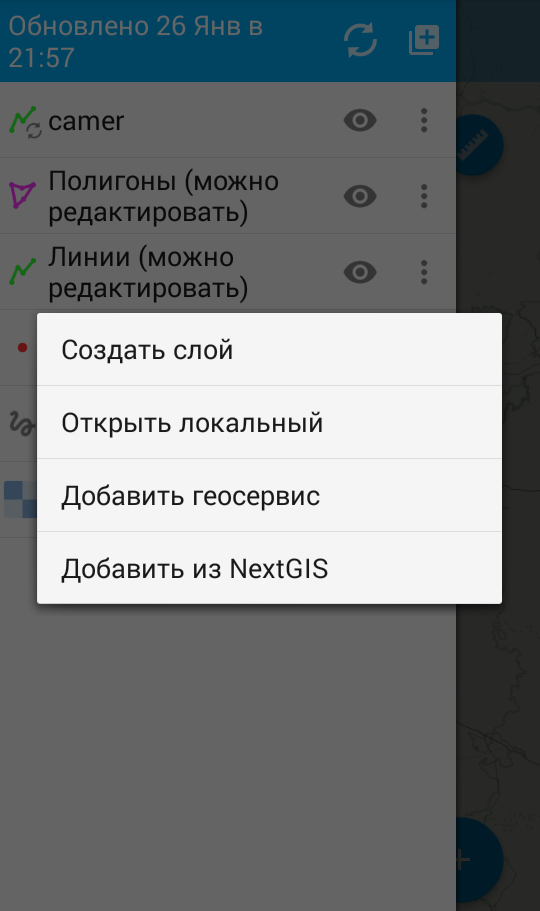 Обновлено 26 Янв в
21:57
camer
Полигоны (можно
редактировать)
Линии (можно
редактировать)
Создать слой
Открыть локальный
Добавить геосервис
Добавить из NextGIS